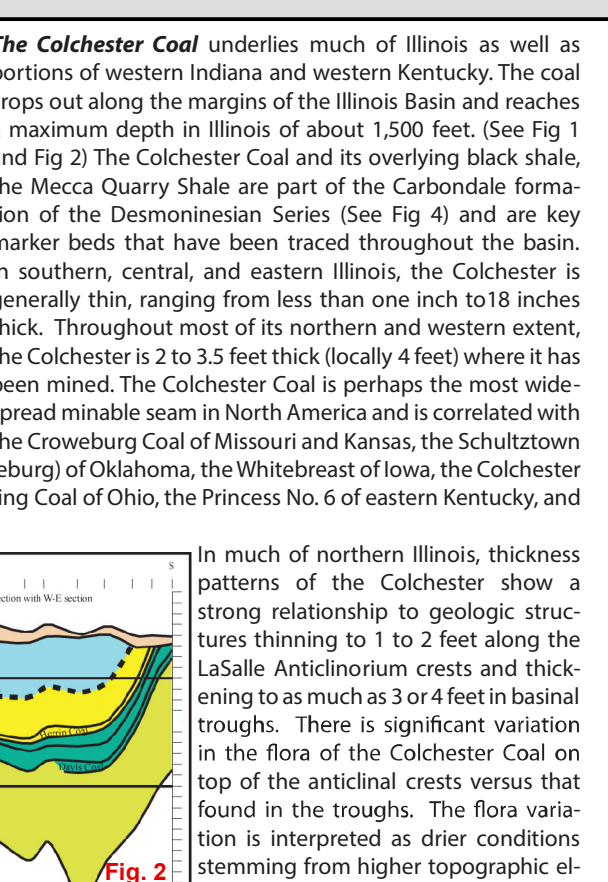 The Colchester Coal underlies much of Illinois as well as
portions of western Indiana and western Kentucky. The coal
crops out along the margins of the Illinois Basin and reaches
maximum depth in Illinois of about 1,500 feet. (See Fig 1
and Fig 2) The Colchester Coal and its overlying black shale,
the Mecca Quarry Shale are part of the Carbondale forma-
tion of the Desmoninesian Series (See Fig 4) and are key
marker beds that have been traced throughout the basin.
In southern, central, and eastern Illinois, the Colchester is
generally thin, ranging from less than one inch to18 inches
thick. Throughout most of its northern and western extent,
the Colchester is 2 to 3.5 feet thick (locally 4 feet) where it has
been mined. The Colchester Coal is perhaps the most wide-
spread minable seam in North America and is correlated with
the Croweburg Coal of Missouri and Kansas, the Schultztown
eburg) of Oklahoma, the Whitebreast of Iowa, the Colchester
ing Coal of Ohio, the Princess No. 6 of eastern Kentucky, and
S
ection with W-E section
Herrin Coal
Davis Coal
Fig. 2
In much of northern Illinois, thickness
patterns of the Colchester show a
strong relationship to geologic struc-
tures thinning to 1 to 2 feet along the
LaSalle Anticlinorium crests and thick-
ening to as much as 3 or 4 feet in basinal
troughs. There is significant variation
in the flora of the Colchester Coal on
top of the anticlinal crests versus that
found in the troughs. The flora varia-
tion is interpreted as drier conditions
stemming from higher topographic el-